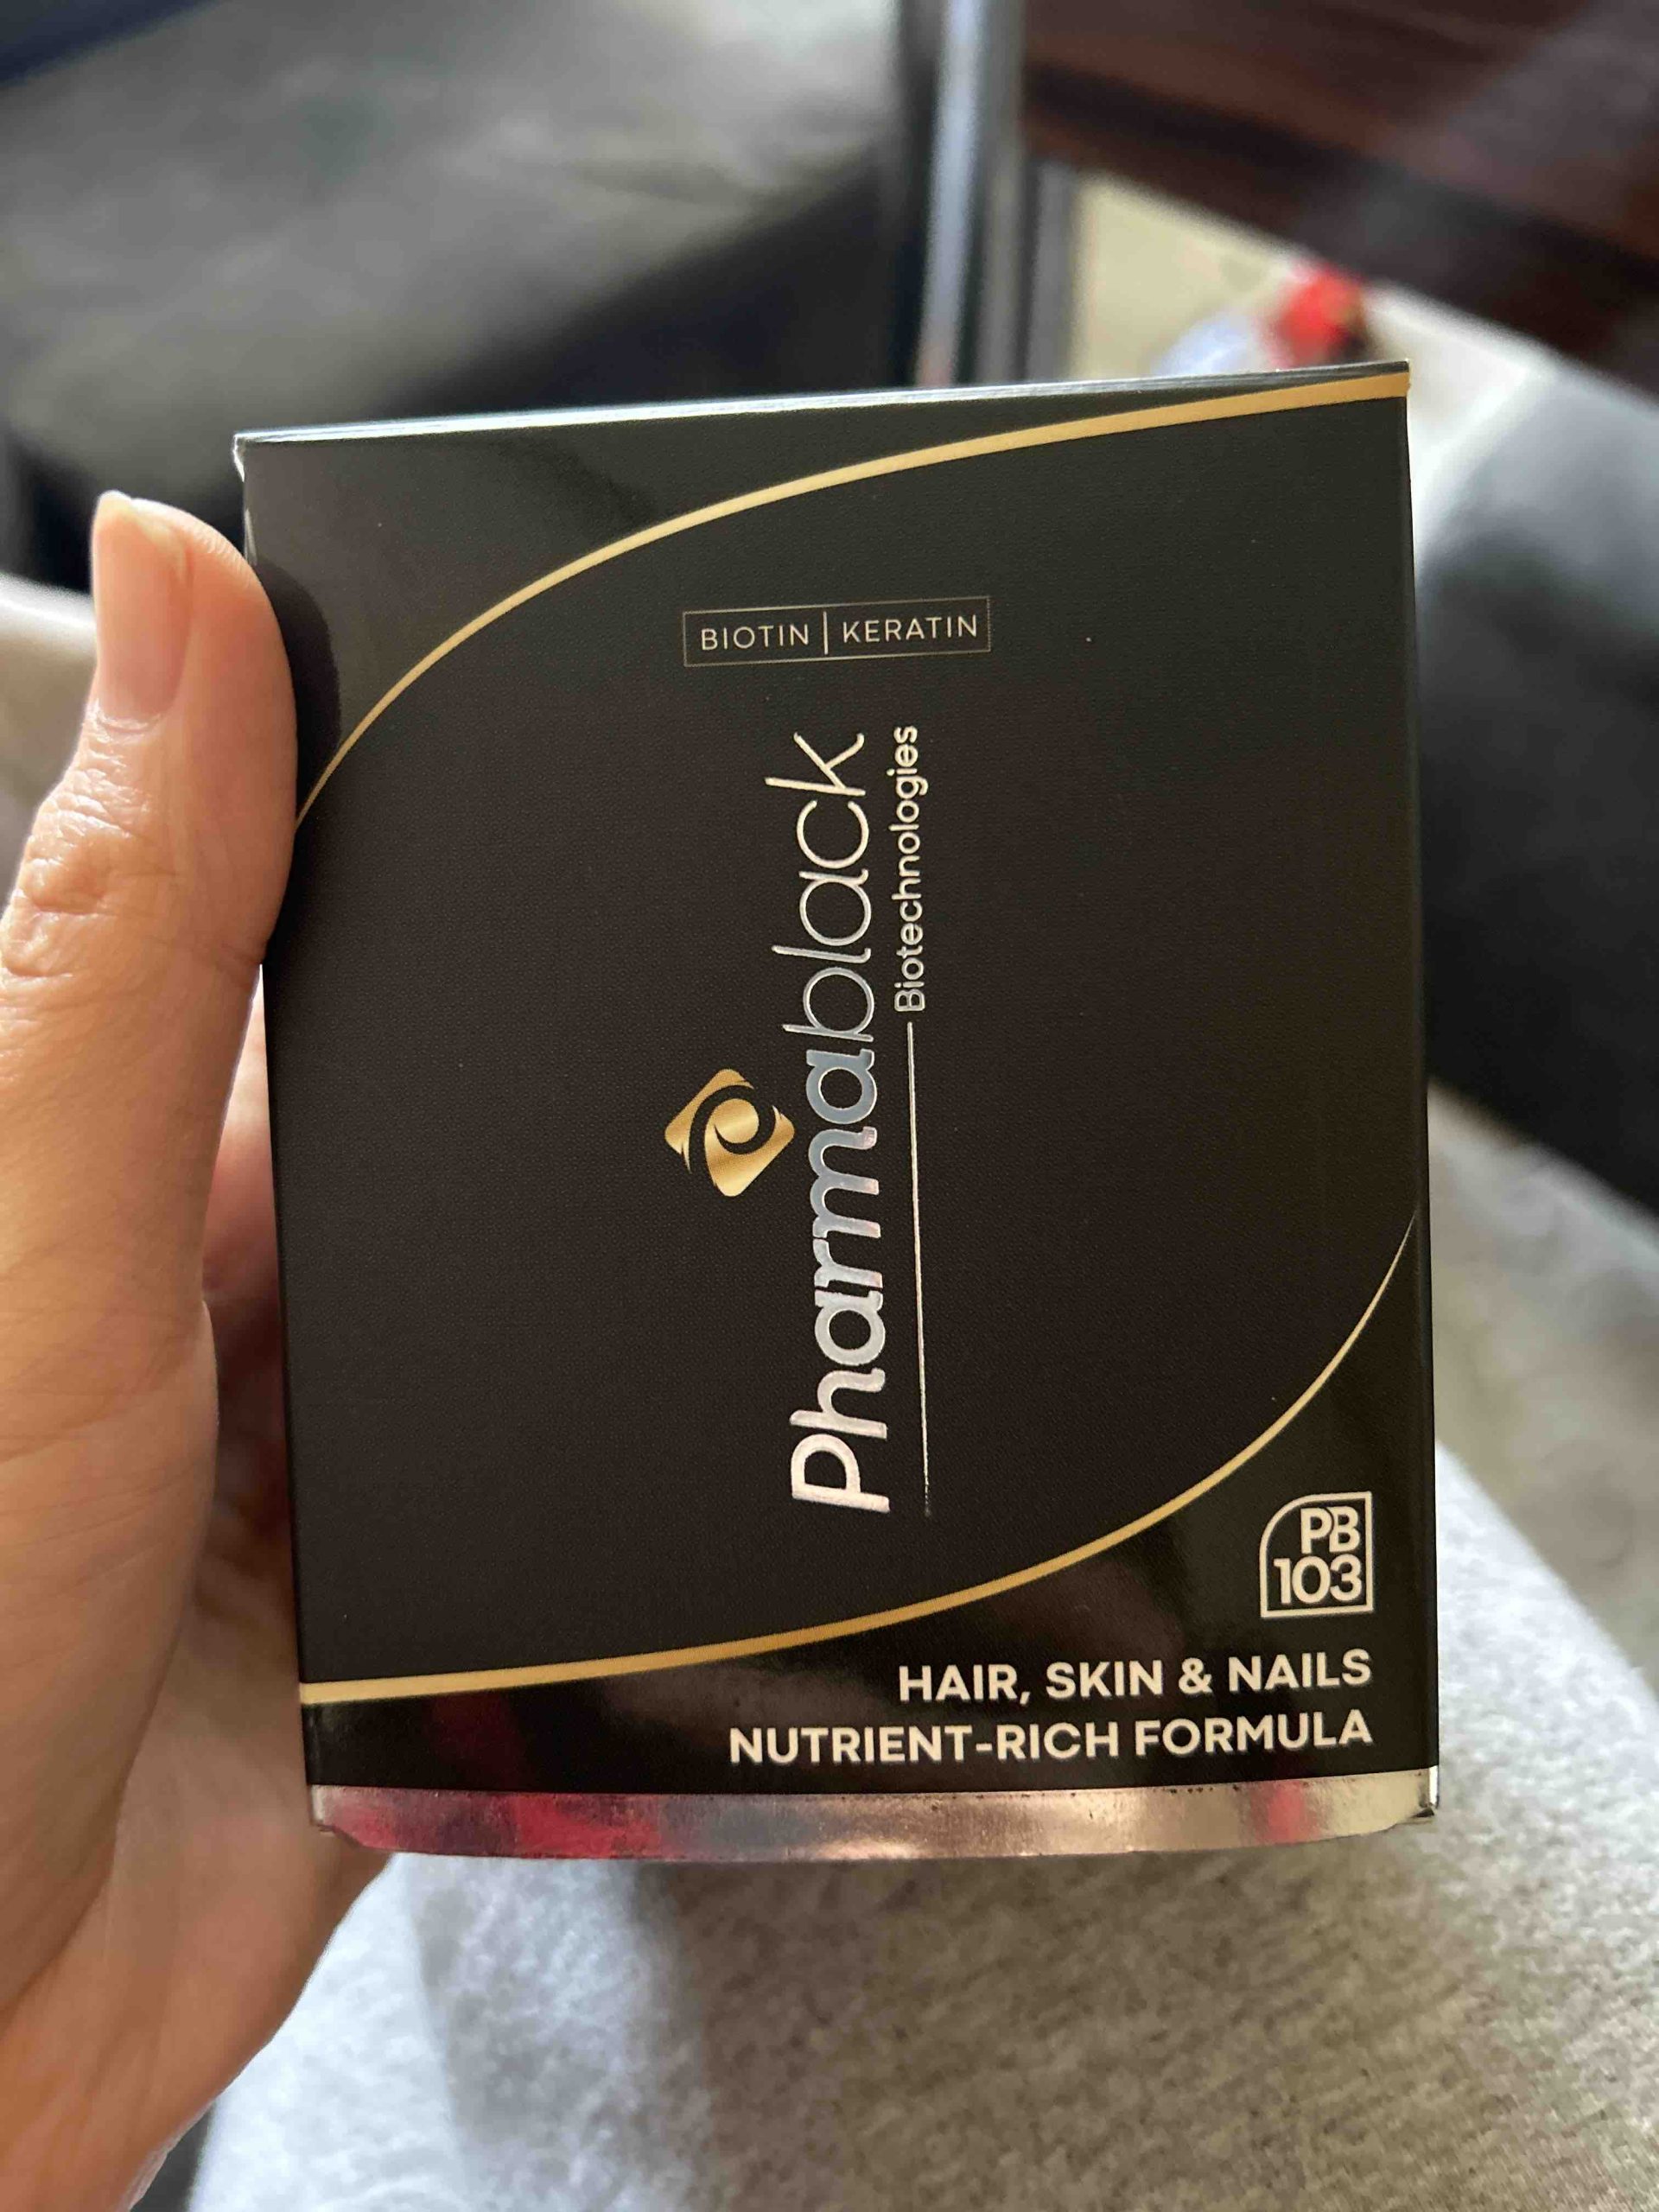 BIOTIN | KERATIN
Pharmablack
Biotechnologies
PB
103
HAIR, SKIN & NAILS
NUTRIENT-RICH FORMULA